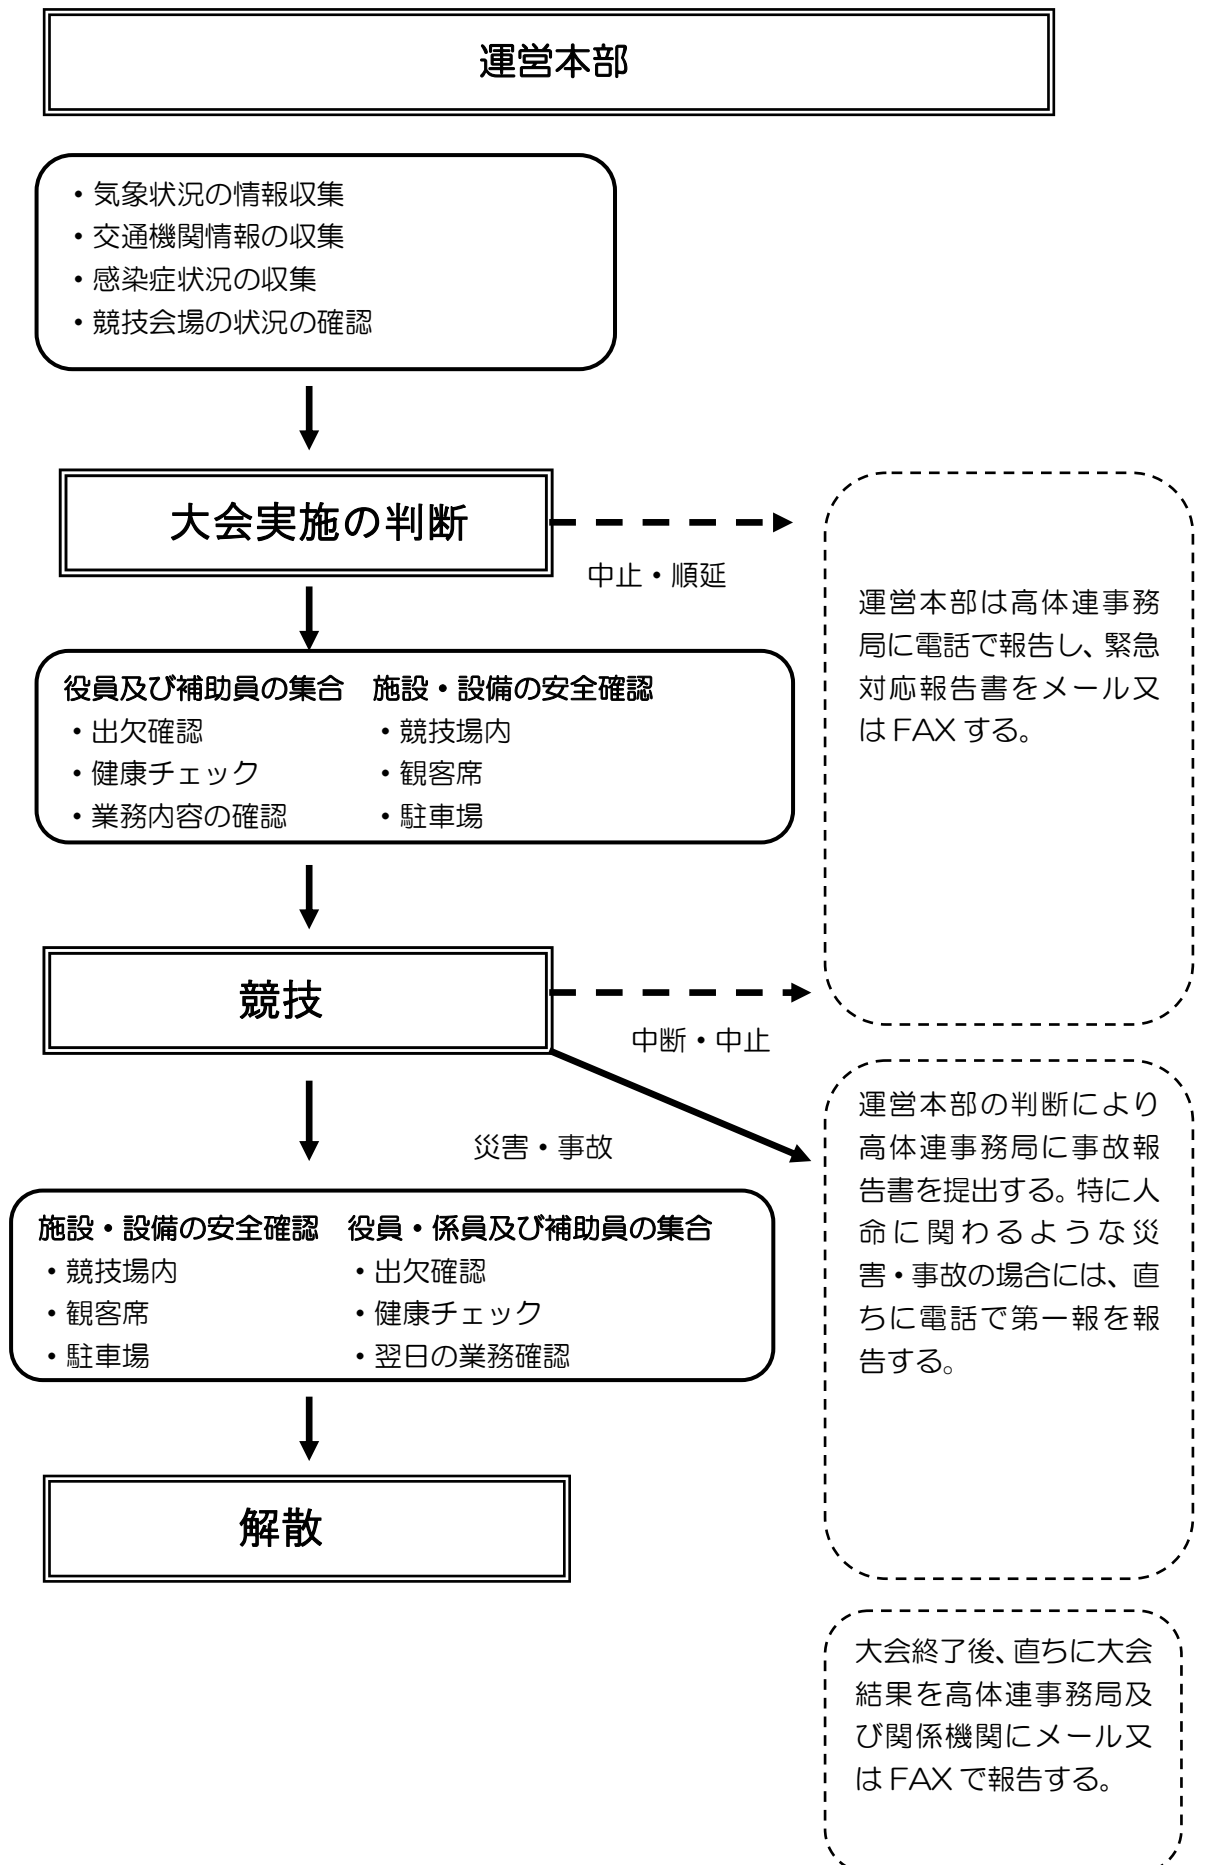 運営本部
・気象状況の情報収集
・交通機関情報の収集
・感染症状況の収集
・競技会場の状況の確認
大会実施の判断
中止・順延
運営本部は高体連事務
局に電話で報告し、緊急
対応報告書をメール又
は FAX する。
役員及び補助員の集合 施設・設備の安全確認
・出欠確認 ・競技場内
・健康チェック ・観客席
・業務内容の確認 ・駐車場
競技
中断・中止
災害・事故
運営本部の判断により
高体連事務局に事故報
告書を提出する。特に人
命に関わるような災
害・事故の場合には、直
ちに電話で第一報を報
告する。
施設・設備の安全確認 役員・係員及び補助員の集合
・競技場内 ・出欠確認
・観客席 ・健康チェック
・駐車場 ・翌日の業務確認
解散
大会終了後、直ちに大会
結果を高体連事務局及
び関係機関にメール又
は FAX で報告する。